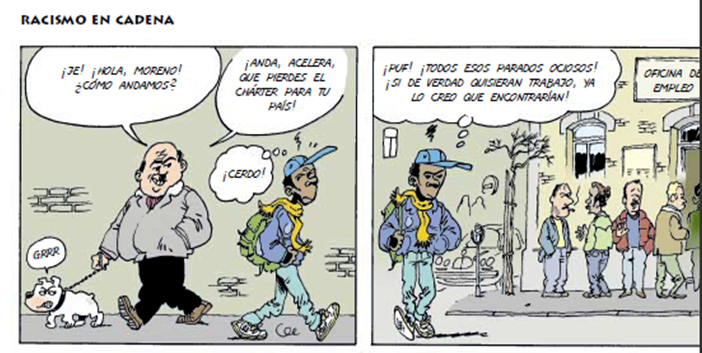 RACISMO EN CADENA
¡JE! ¡HOLA, MORENO!
¿CÓMO ANDAMOS?
¡ANDA, ACELERA,
QUE PIERDES EL
CHÁRTER PARA TU
PAÍS!
¡CERDO!
GRRR
Cee
¡PUF! ¡TODOS ESOS PARADOS OCIOSOS!
¡SI DE VERDAD QUISIERAN TRABAJO, YA
LO CREO QUE ENCONTRARÍAN!
OFICINA DE
EMPLEO